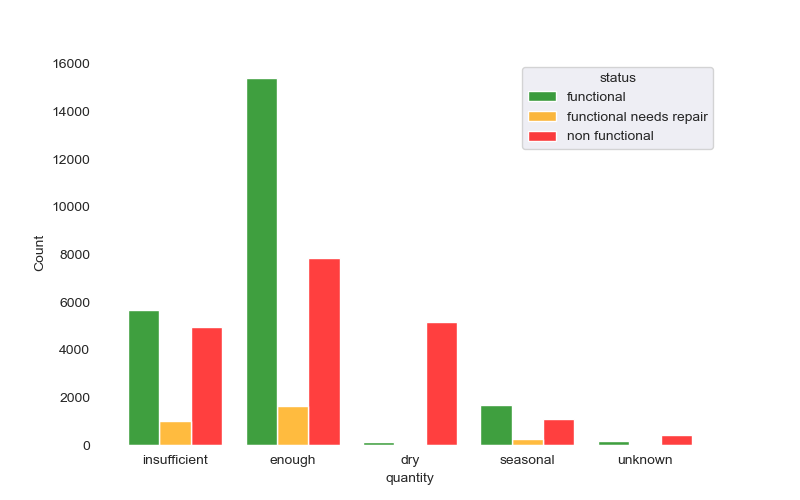 16000
14000
12000
10000
8000
6000
4000
2000
0
Count
status
functional
functional needs repair
non functional
insufficient
enough
dry
seasonal
unknown
quantity